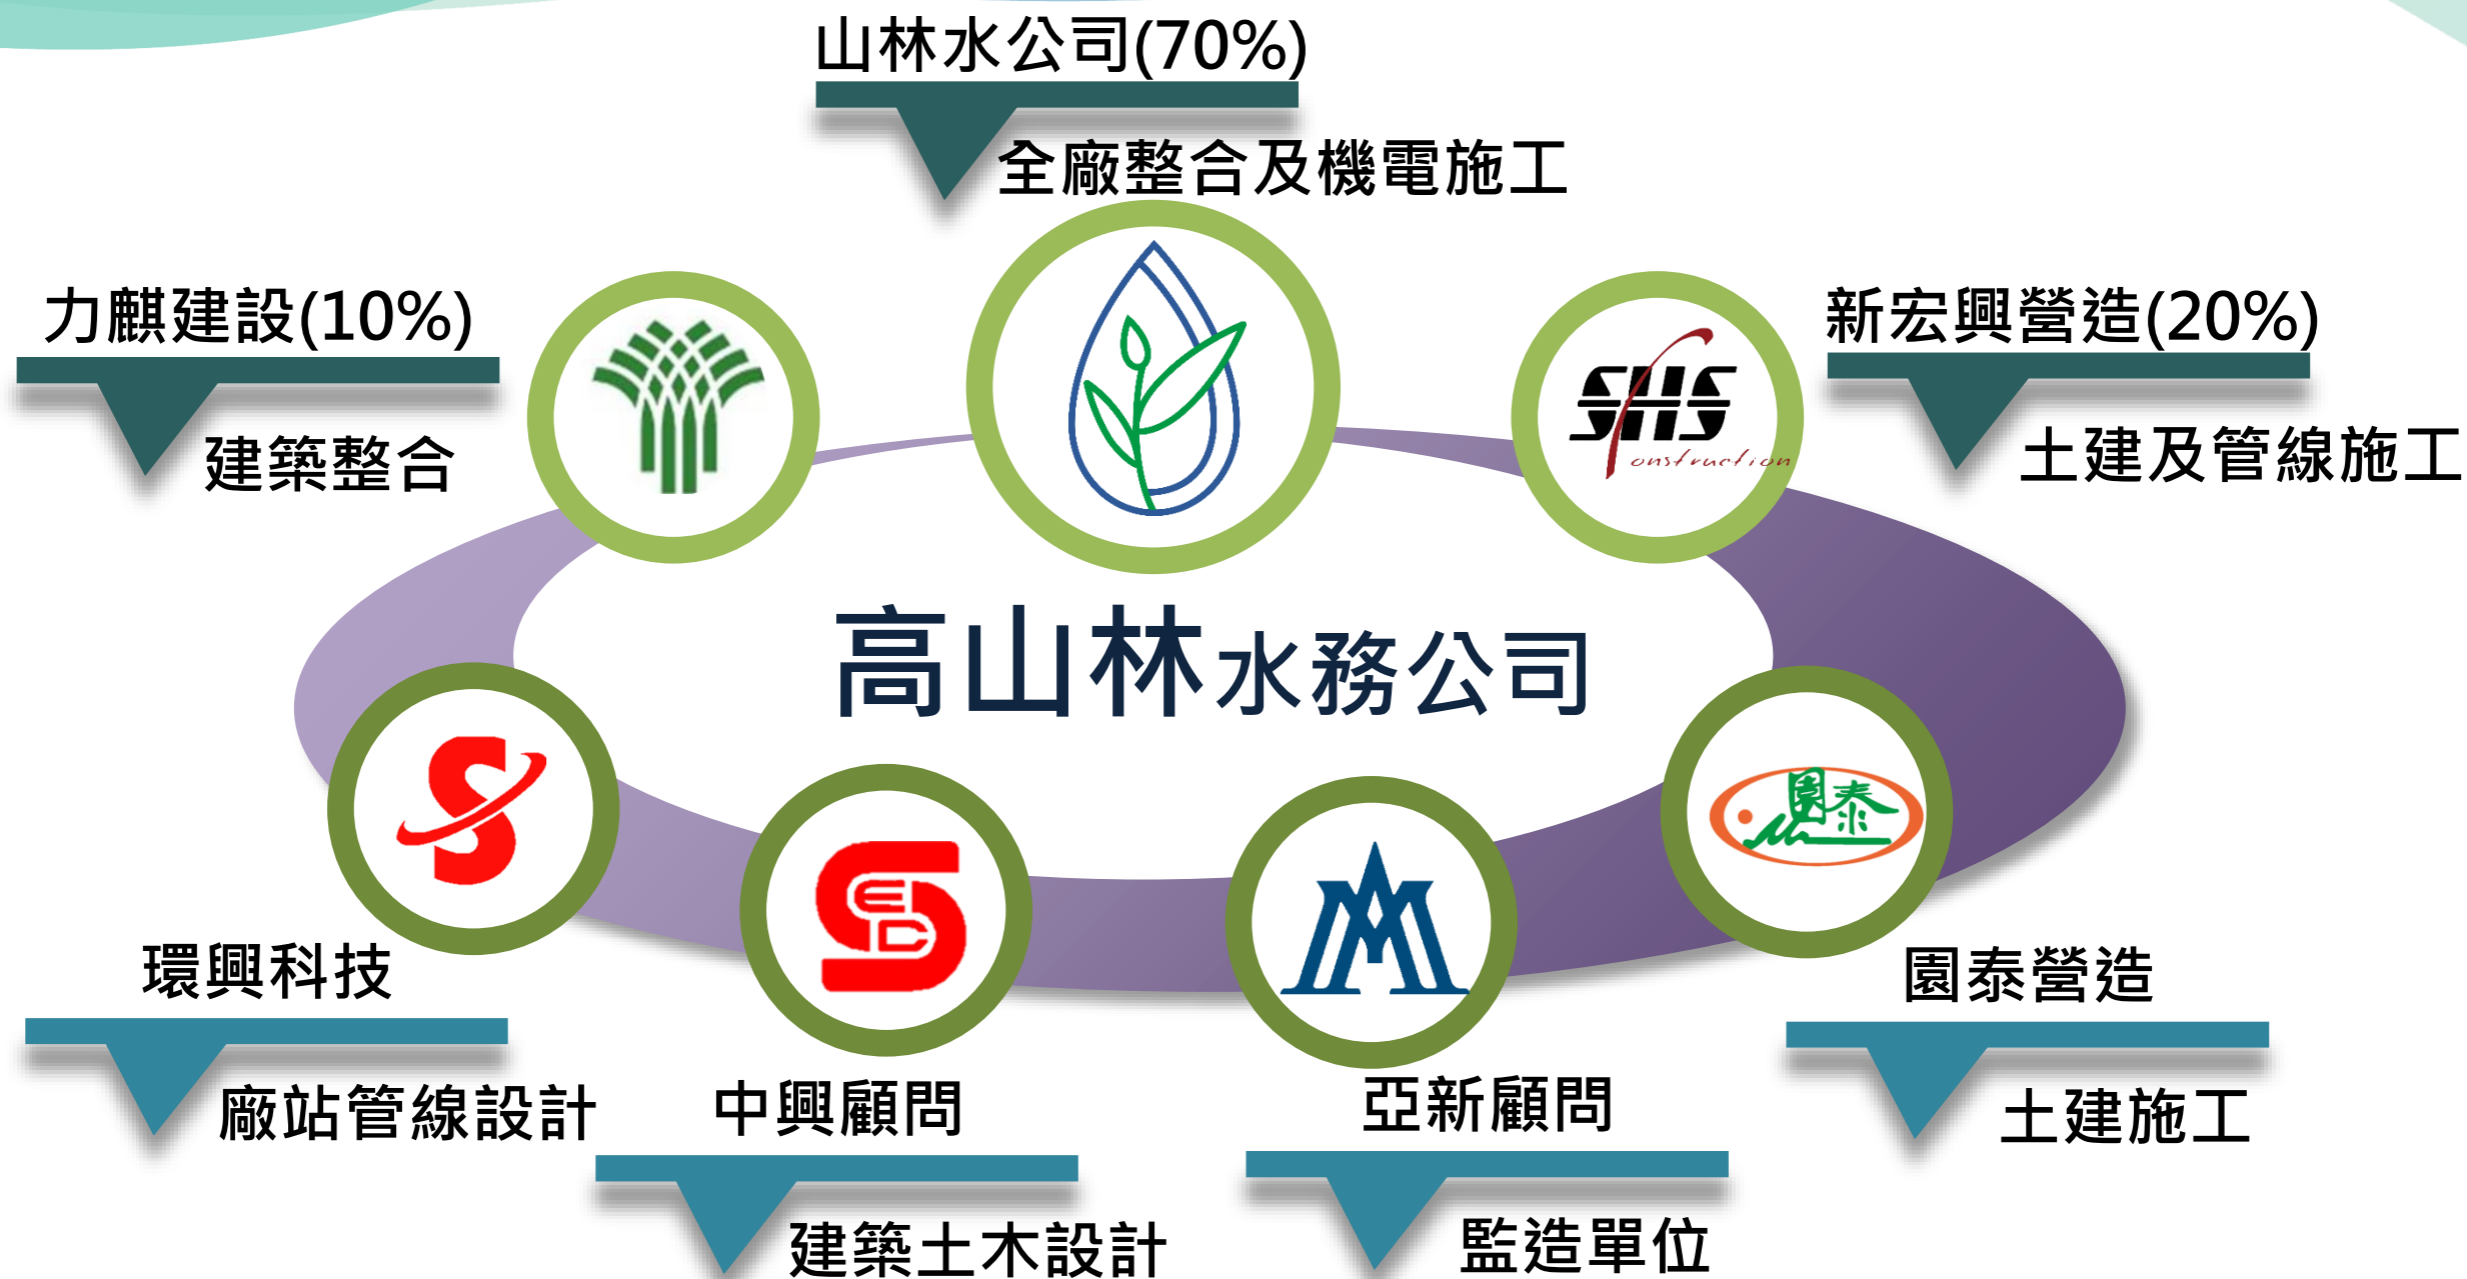 山林水公司(70%)
全廠整合及機電施工
力麒建設(10%)
建築整合
新宏興營造(20%)
土建及管線施工
SHS
onstruction
高山林水務公司
園泰
環興科技
廠站管線設計
中興顧問
建築土木設計
亞新顧問
監造單位
園泰營造
土建施工